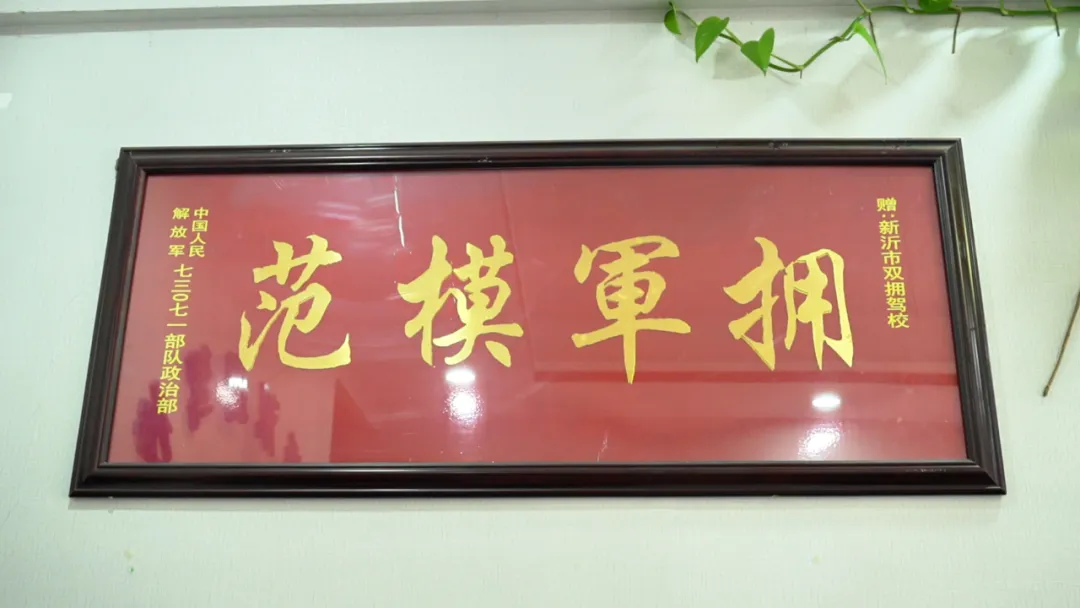 赠:新沂市双拥驾校
拥軍模范
中国人民
解放军 七三〇七一部队政治部